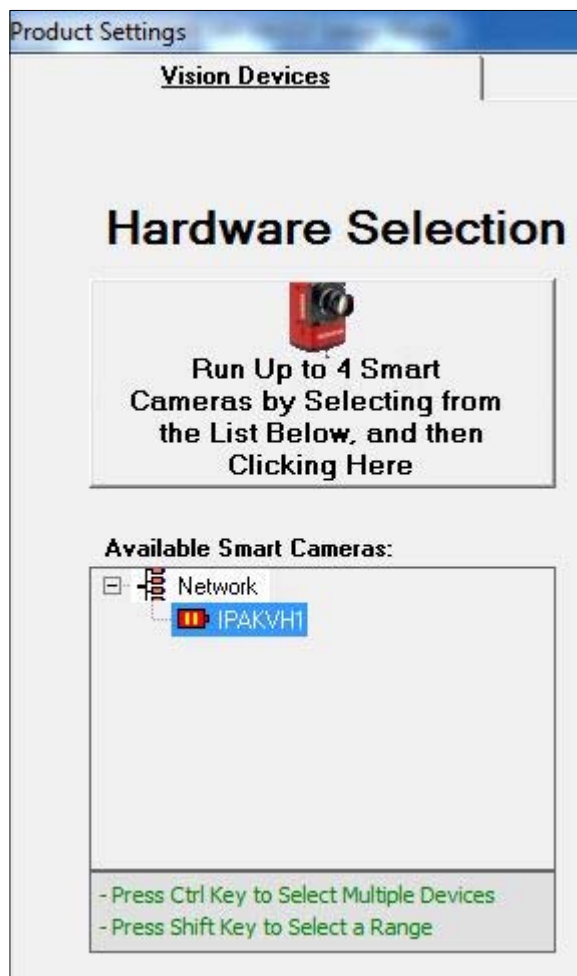 Product Settings
Vision Devices
Hardware Selection
Run Up to 4 Smart
Cameras by Selecting from
the List Below, and then
Clicking Here
Available Smart Cameras:
Network
IPAKVH1
- Press Ctrl Key to Select Multiple Devices
- Press Shift Key to Select a Range